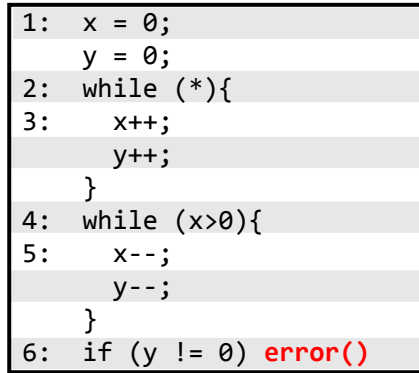 1: x = 0;
y = 0;
2: while (*){
3: x++;
y++;
}
4: while (x>0){
5: x--;
y--;
}
6: if (y != 0) error()